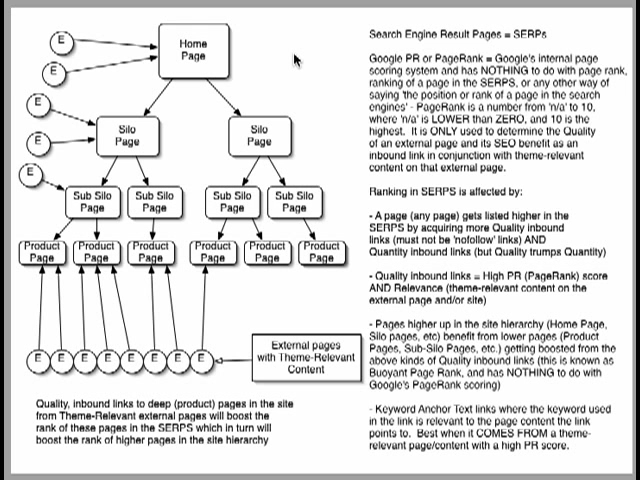 E
Home
Page
E
E
Silo
Page
Silo
Page
E
E
Sub Silo
Page
Sub Silo
Page
Sub Silo
Page
Sub Silo
Page
Product
Page
Product
Page
Product
Page
Product
Page
Product
Page
Product
Page
E E E E E E E E
External pages
with Theme-Relevant
Content
Quality, inbound links to deep (product) pages in the site
from Theme-Relevant external pages will boost the
rank of these pages in the SERPS which in turn will
boost the rank of higher pages in the site hierarchy
Search Engine Result Pages = SERPs
Google PR or PageRank = Google's internal page
scoring system and has NOTHING to do with page rank,
ranking of a page in the SERPS, or any other way of
saying 'the position or rank of a page in the search
engines' - PageRank is a number from 'n/a' to 10,
where 'n/a' is LOWER than ZERO, and 10 is the
highest. It is ONLY used to determine the Quality
of an external page and its SEO benefit as an
inbound link in conjunction with theme-relevant
content on that external page.
Ranking in SERPS is affected by:
- A page (any page) gets listed higher in the
SERPS by acquiring more Quality inbound
links (must not be 'nofollow' links) AND
Quantity inbound links (but Quality trumps Quantity)
- Quality inbound links = High PR (PageRank) score
AND Relevance (theme-relevant content on the
external page and/or site)
- Pages higher up in the site hierarchy (Home Page,
Silo pages, etc) benefit from lower pages (Product
Pages, Sub-Silo Pages, etc.) getting boosted from the
above kinds of Quality inbound links (this is known as
Buoyant Page Rank, and has NOTHING to do with
Google's PageRank scoring)
- Keyword Anchor Text links where the keyword used
in the link is relevant to the page content the link
points to. Best when it COMES FROM a theme-
relevant page/content with a high PR score.